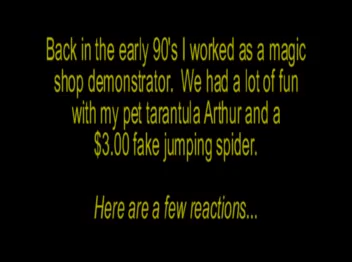 Back in the early 90's I worked as a magic
shop demonstrator. We had a lot of fun
with my pet tarantula Arthur and a
$3.00 fake jumping spider.
Here are a few reactions...